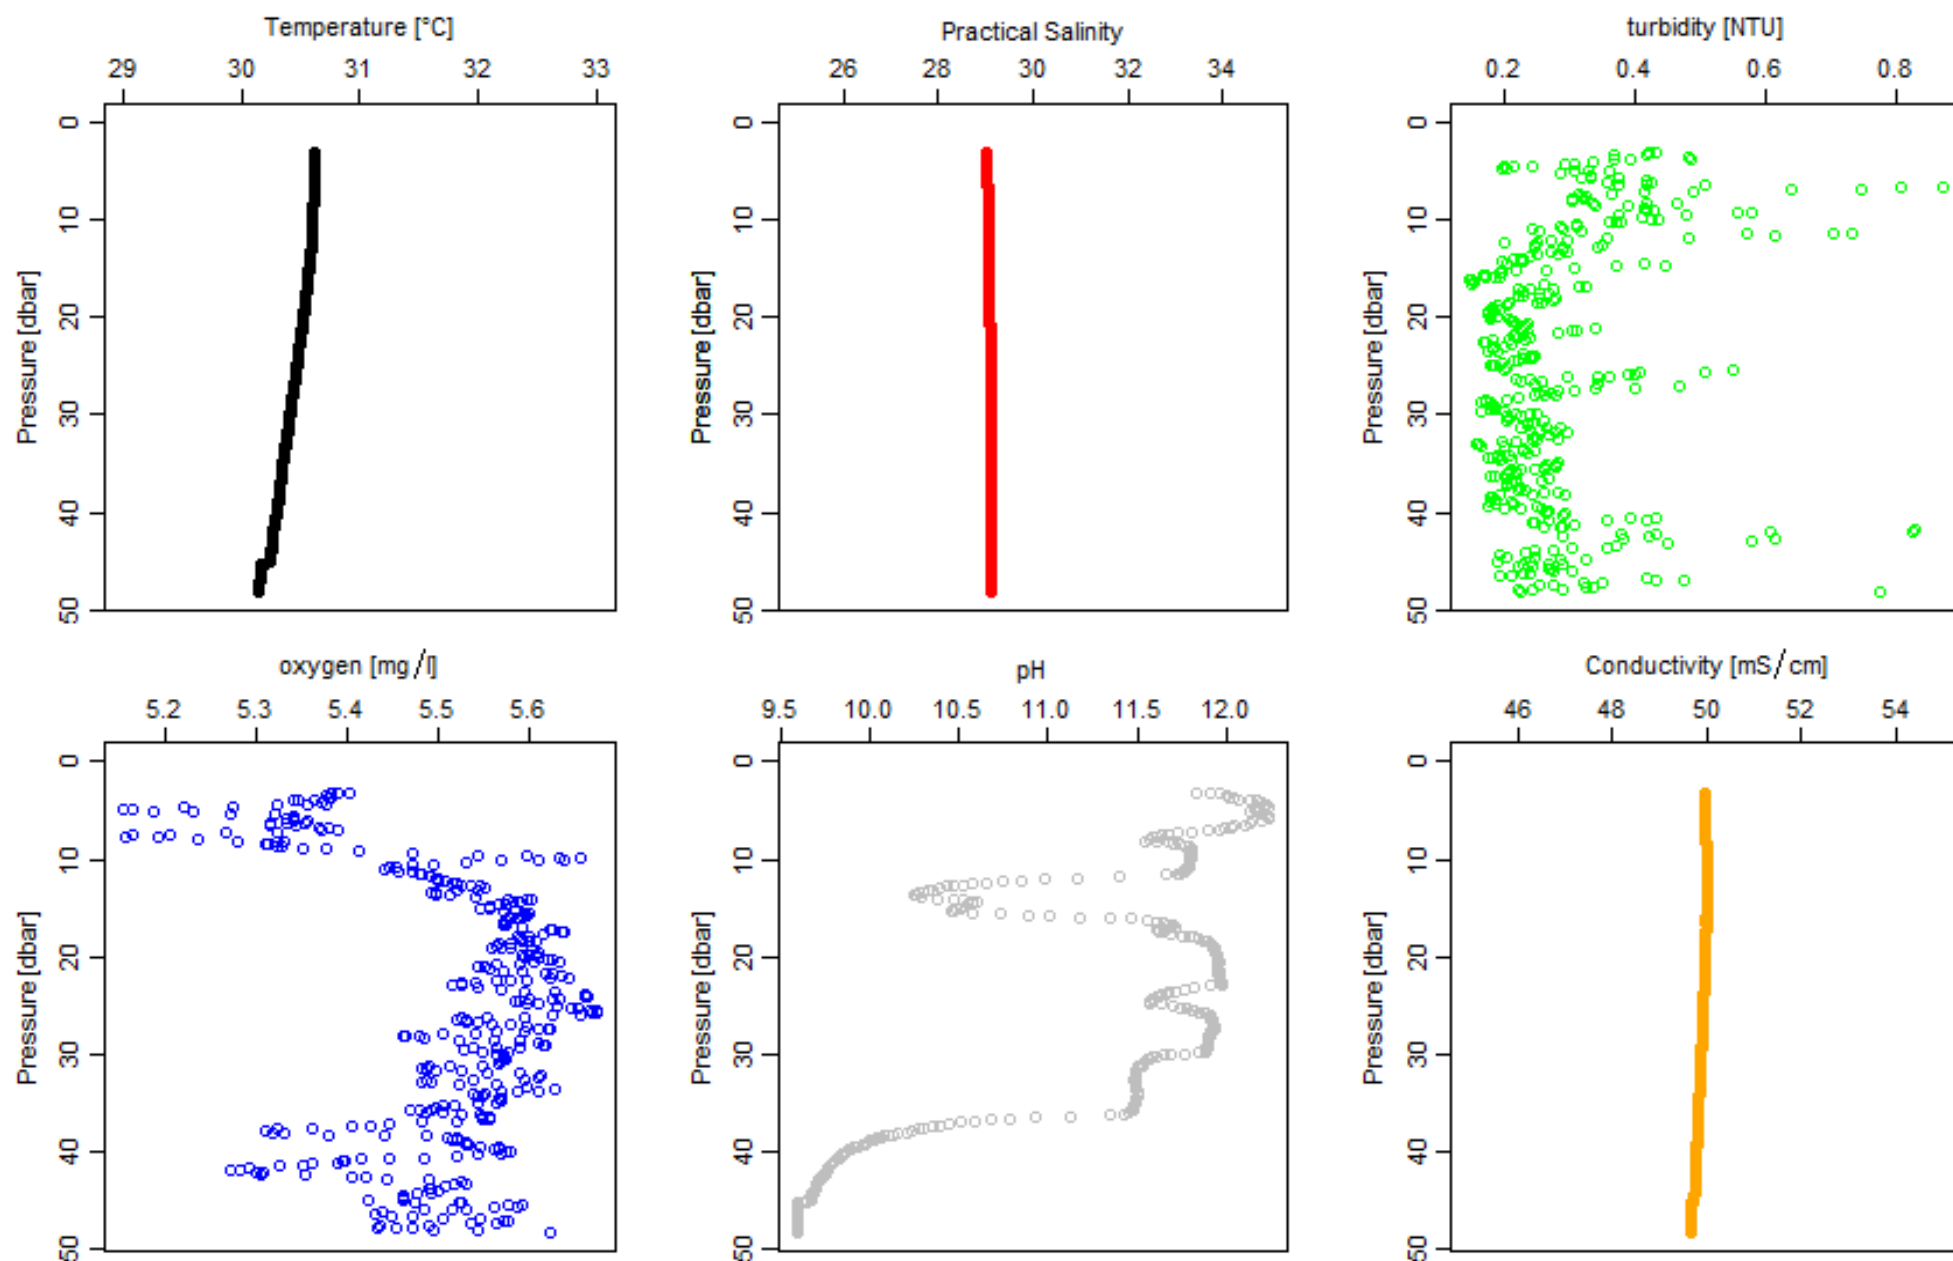 Temperature [°C]
29 30 31 32 33
0
10
20
30
40
50
Pressure [dbar]
Practical Salinity
26 28 30 32 34
0
10
20
30
40
50
Pressure [dbar]
turbidity [NTU]
0.2 0.4 0.6 0.8
0
10
20
30
40
50
Pressure [dbar]
oxygen [mg/l]
5.2 5.3 5.4 5.5 5.6
0
10
20
30
40
50
Pressure [dbar]
pH
9.5 10.0 10.5 11.0 11.5 12.0
0
10
20
30
40
50
Pressure [dbar]
Conductivity [mS/cm]
46 48 50 52 54
0
10
20
30
40
50
Pressure [dbar]